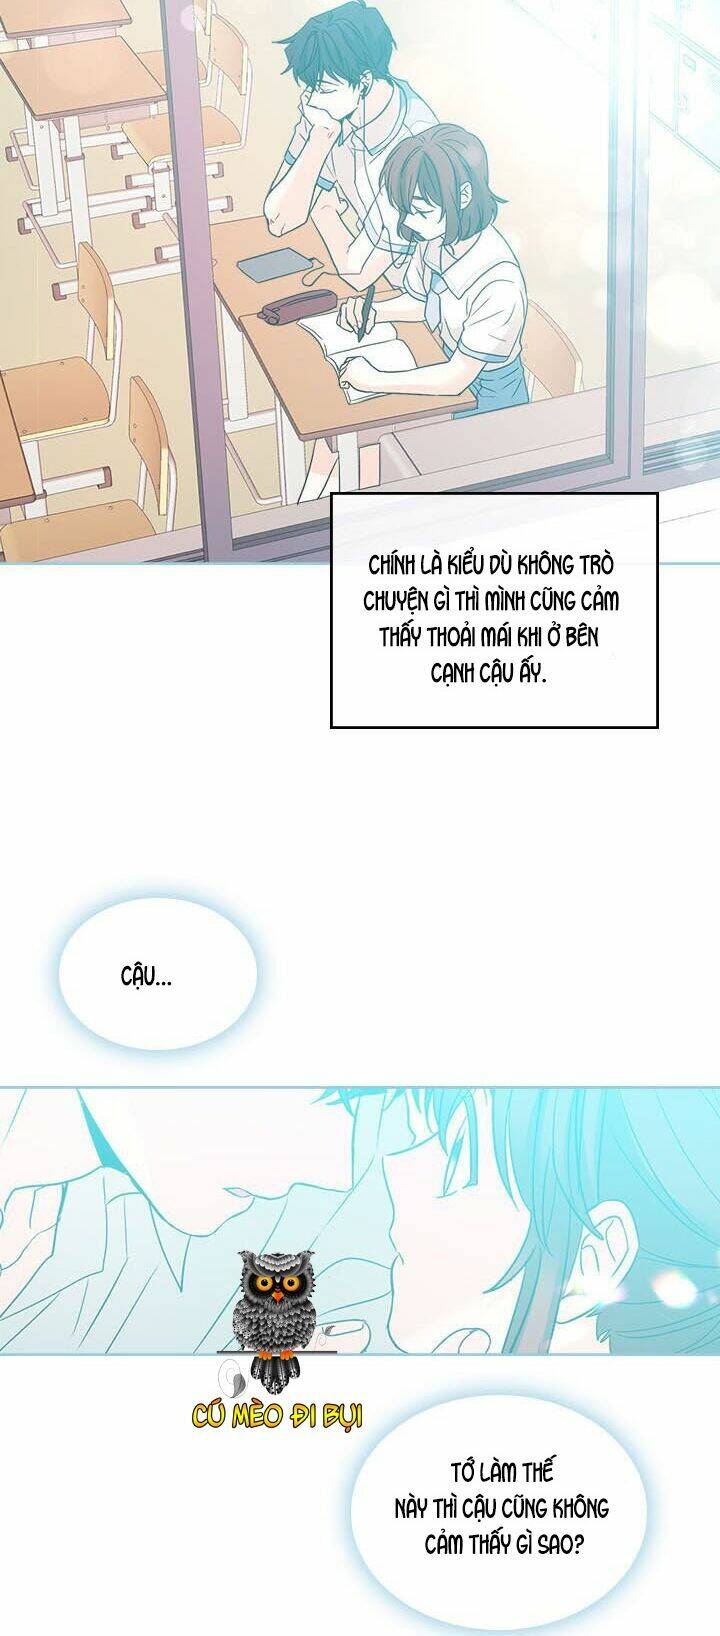 CHÍNH LÀ KIỂU DÙ KHÔNG TRÒ
CHUYỆN GÌ THÌ MÌNH CŨNG CẢM
THẤY THOẢI MÁI KHI Ở BÊN
CẠNH CẬU ẤY.
CẬU...
CÚ MÈO ĐI BỤI
TỚ LÀM THẾ
NÀY THÌ CẬU CŨNG KHÔNG
CẢM THẤY GÌ SAO?